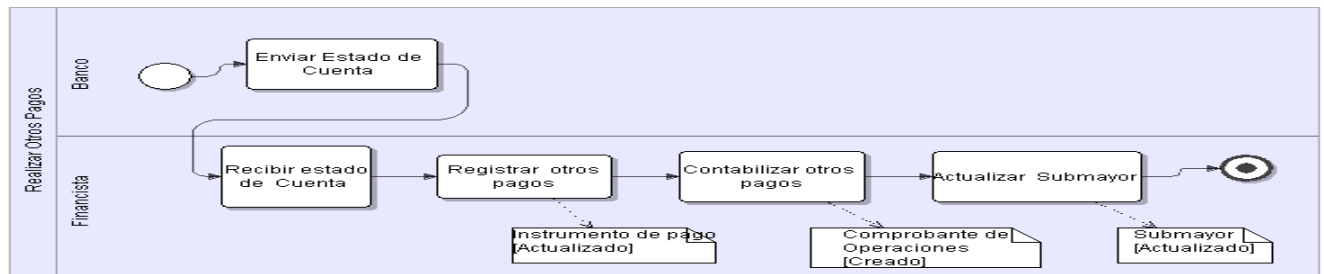 Realizar Otros Pagos
Banco
Enviar Estado de
Cuenta
Financista
Recibir estado
de Cuenta
Registrar otros
pagos
Contabilizar otros
pagos
Actualizar Submayor
Instrumento de pago
[Actualizado]
Comprobante de
Operaciones
[Creado]
Submayor
[Actualizado]